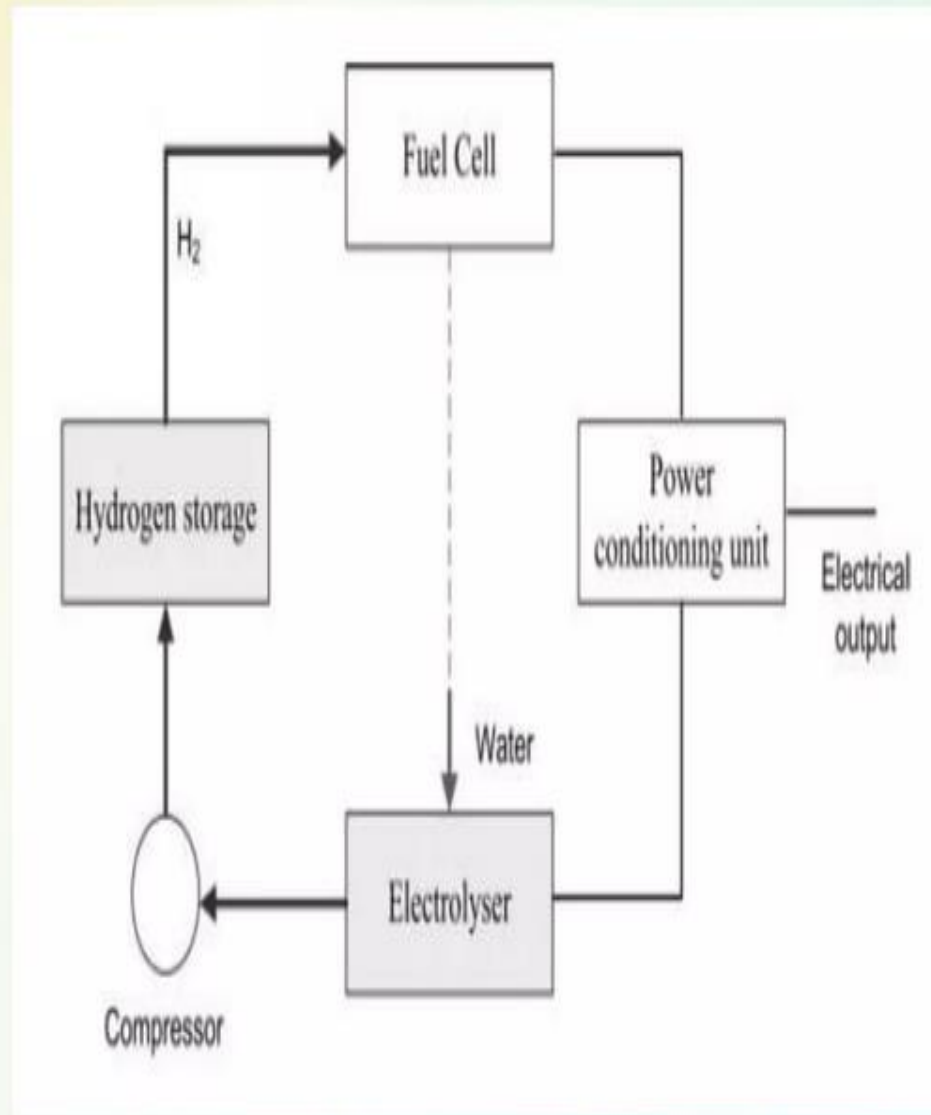 Fuel Cell
H₂
Hydrogen storage
Power
conditioning unit
Electrical
output
Water
Electrolyser
Compressor